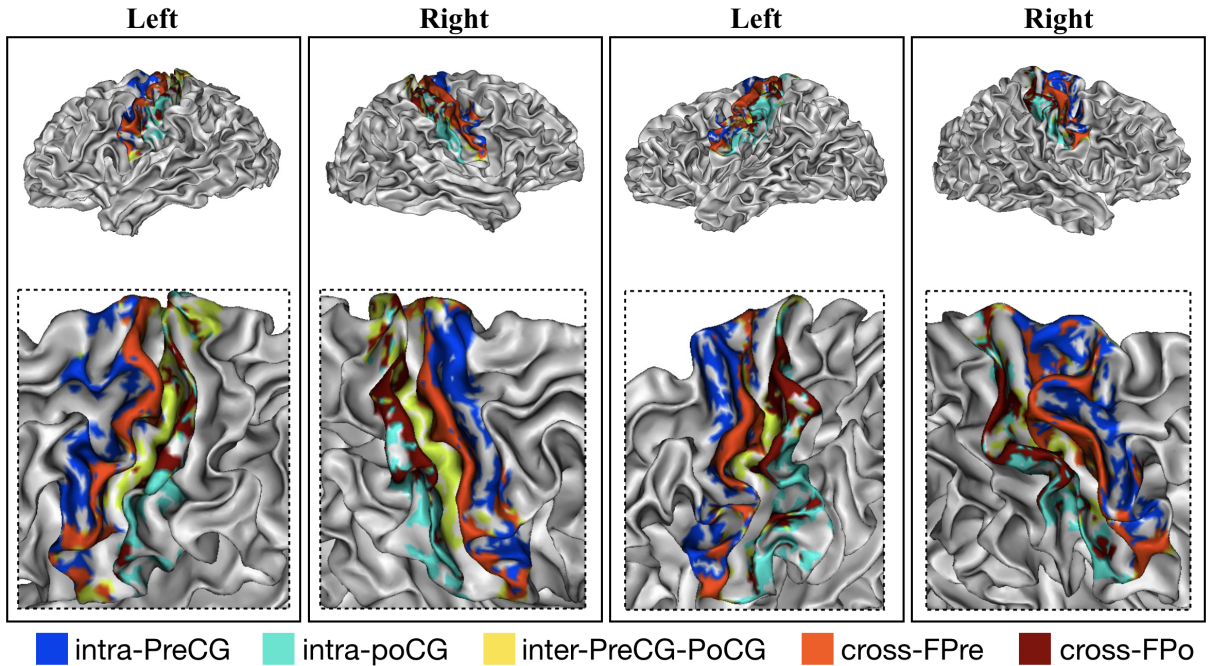 Left Right Left Right
intra-PreCG intra-poCG inter-PreCG-PoCG cross-FPre cross-FPo